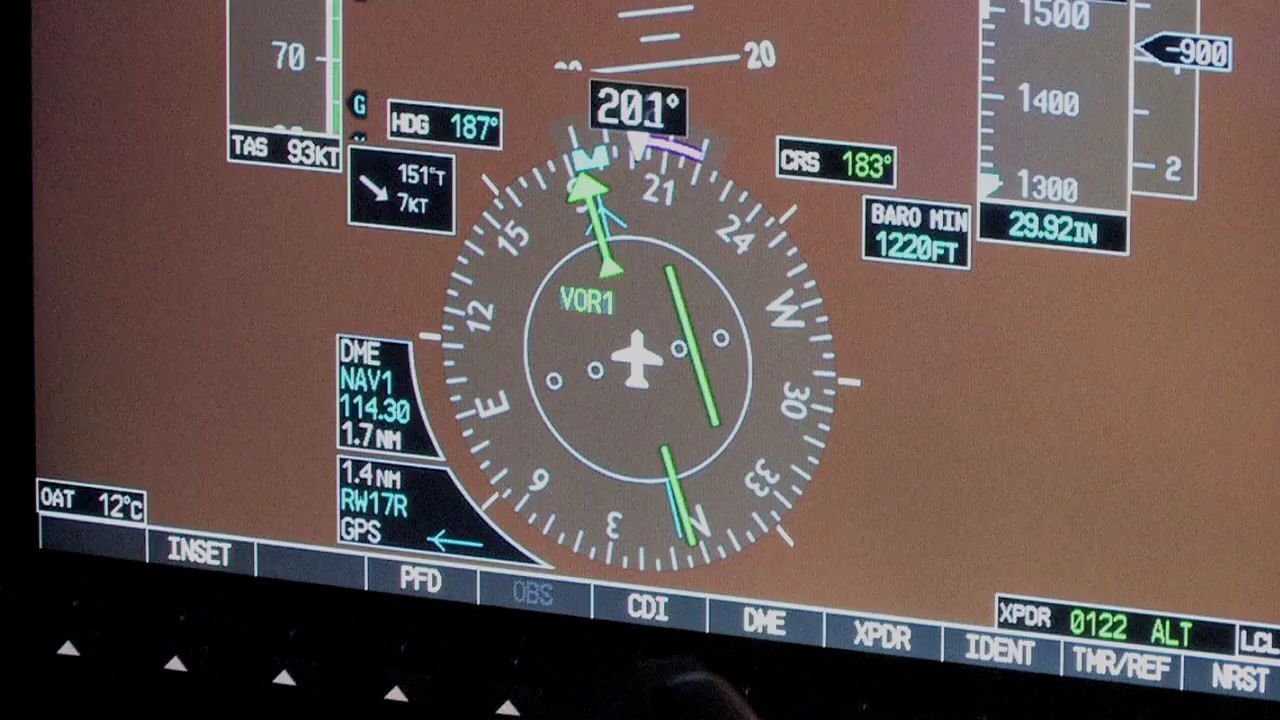 1500
70
-900
20
201°
G
HDG 187°
1400
TAS 93KT
CRS 183°
151°T
7KT
2
1300
21
BARO MIN
1220FT
29.92IN
24
15
VOR1
12
W
DME
NAV1
114.30
1.7NM
E
30
1.4NM
RW17R
GPS
6
33
3
N
OAT 12°C
INSET
PFD
OBS
CDI
DME
XPDR
IDENT
TMR/REF
NRST
XPDR 0122 ALT
LCL